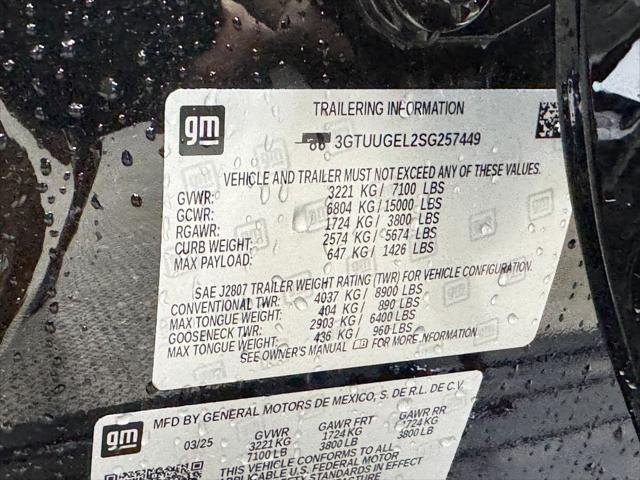 gm
TRAILERING INFORMATION
3GTUUGEL2SG257449
VEHICLE AND TRAILER MUST NOT EXCEED ANY OF THESE VALUES.
GVWR: 3221 KG / 7100 LBS
GCWR: 6804 KG / 15000 LBS
RGAWR: 1724 KG / 3800 LBS
CURB WEIGHT: 2574 KG / 5674 LBS
MAX PAYLOAD: 647 KG / 1426 LBS
SAE J2807 TRAILER WEIGHT RATING (TWR) FOR VEHICLE CONFIGURATION.
CONVENTIONAL TWR: 4037 KG / 8900 LBS
MAX TONGUE WEIGHT: 404 KG / 890 LBS
GOOSENECK TWR: 2903 KG / 6400 LBS
MAX TONGUE WEIGHT: 436 KG / 960 LBS
SEE OWNER'S MANUAL FOR MORE INFORMATION
gm
MFD BY GENERAL MOTORS DE MEXICO, S. DE R.L. DE C.V.
03/25 GVWR GAWR FRT GAWR RR
3221 KG 1724 KG 1724 KG
7100 LB 3800 LB 3800 LB
THIS VEHICLE CONFORMS TO ALL
APPLICABLE U.S. FEDERAL MOTOR
SAFETY STANDARDS IN EFFECT